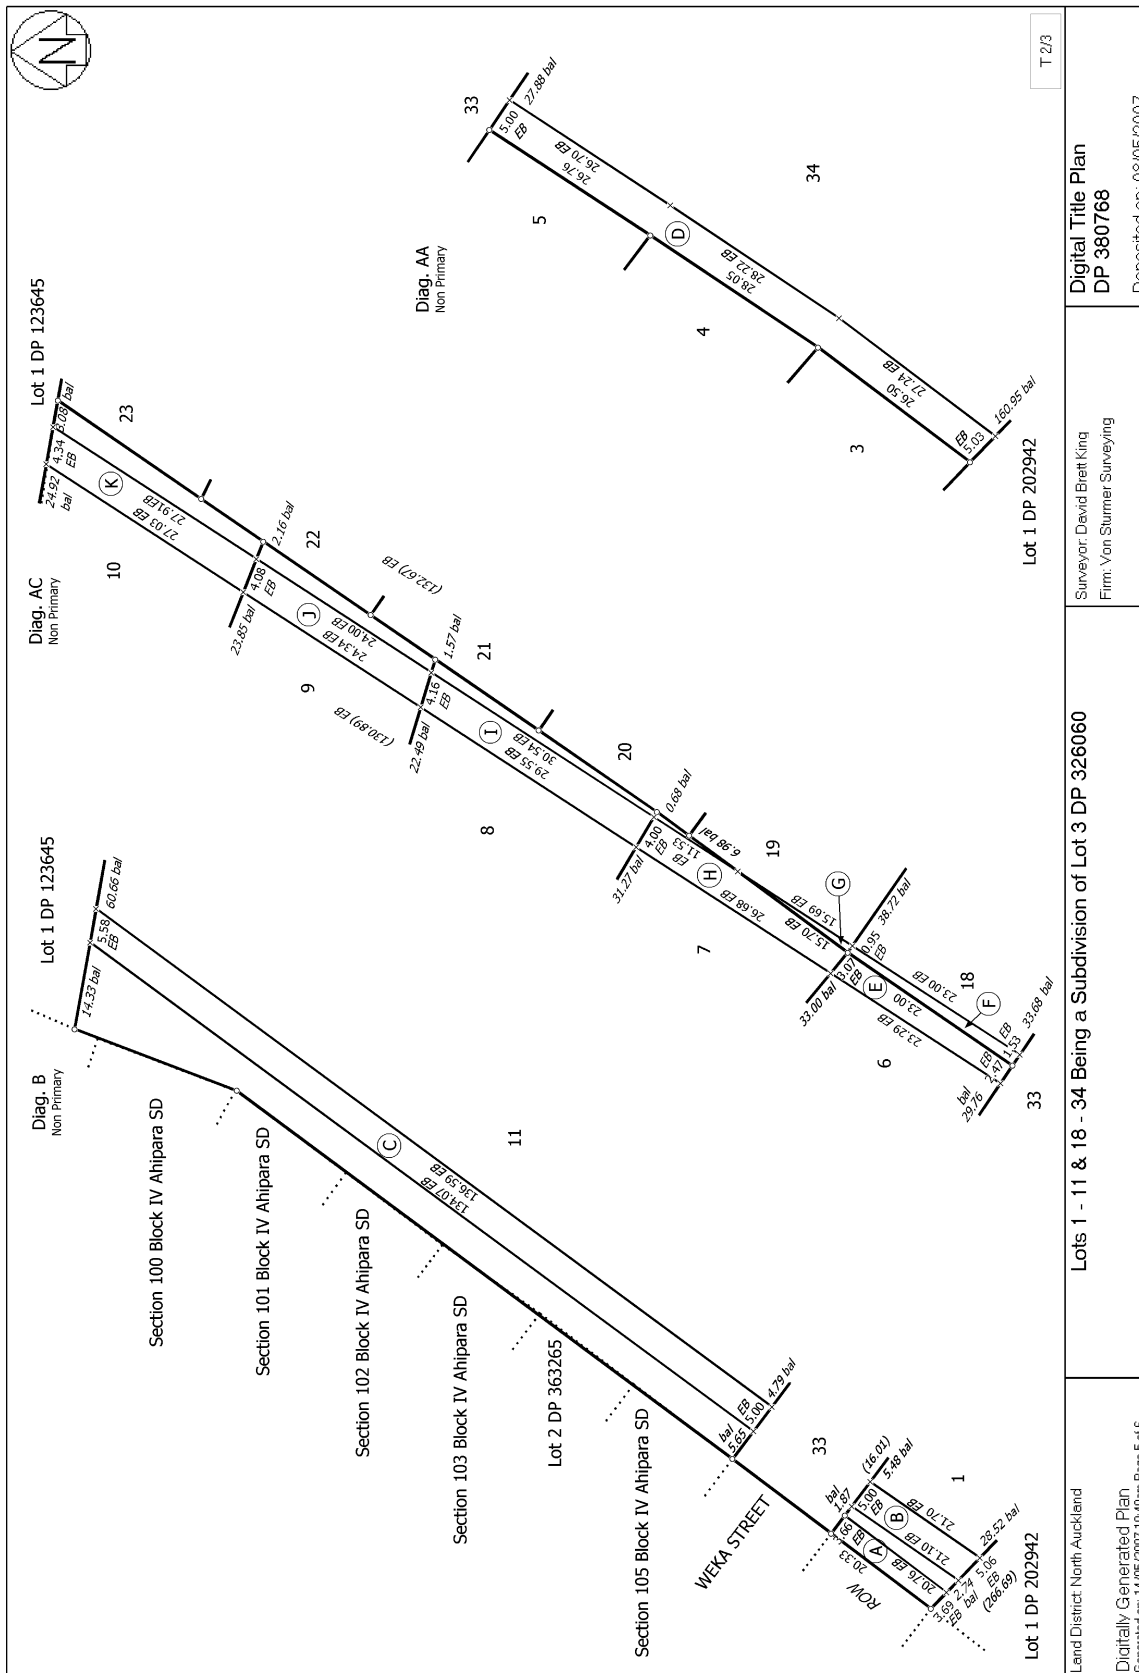 N
Diag. B
Non Primary
Lot 1 DP 123645
14.33 bal
5.58
EB
60.66 bal
Section 100 Block IV Ahipara SD
Section 101 Block IV Ahipara SD
Section 102 Block IV Ahipara SD
Section 103 Block IV Ahipara SD
Lot 2 DP 363265
Section 105 Block IV Ahipara SD
C
134.07 EB
136.59 EB
11
bal
5.65
EB
5.00
4.79 bal
WEKA STREET
33
ROW
20.33
EB
A
20.76 EB
bal
1.87
5.00
EB
B
21.10 EB
21.70 EB
(16.01)
5.48 bal
1
3.69
EB
2.74
bal
5.06
EB
(266.69)
28.52 bal
Lot 1 DP 202942
Diag. AC
Non Primary
Lot 1 DP 123645
24.92
bal
4.34
EB
3.08 bal
K
27.03 EB
27.91EB
10
23
23.85 bal
4.08
EB
2.16 bal
22
J
24.34 EB
24.00 EB
(132.67) EB
9
(130.89) EB
22.49 bal
4.16
EB
1.57 bal
21
I
29.55 EB
30.54 EB
8
20
31.27 bal
4.00
EB
0.68 bal
H
11.53
EB
6.98 bal
26.68 EB
7
19
15.70 EB
15.69 EB
G
33.00 bal
3.07
EB
0.95
EB
38.72 bal
E
23.29 EB
23.00
23.00 EB
18
F
6
bal
29.76
EB
2.47
EB
1.53
33.68 bal
33
Diag. AA
Non Primary
33
5.00
EB
27.88 bal
26.76
26.70 EB
5
D
34
28.05
28.22 EB
4
26.50
27.24 EB
3
EB
5.03
160.95 bal
Lot 1 DP 202942
T 2/3
Land District: North Auckland
Digitally Generated Plan
Lots 1 - 11 & 18 - 34 Being a Subdivision of Lot 3 DP 326060
Surveyor: David Brett King
Firm: Von Sturmer Surveying
Digital Title Plan
DP 380768